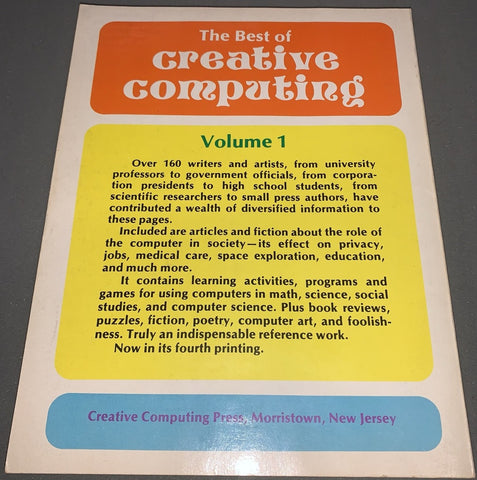 The Best of
creative
computing
Volume 1
Over 160 writers and artists, from university
professors to government officials, from corpora-
tion presidents to high school students, from
scientific researchers to small press authors, have
contributed a wealth of diversified information to
these pages.
Included are articles and fiction about the role of
the computer in society—its effect on privacy,
jobs, medical care, space exploration, education,
and much more.
It contains learning activities, programs and
games for using computers in math, science, social
studies, and computer science. Plus book reviews,
puzzles, fiction, poetry, computer art, and foolish-
ness. Truly an indispensable reference work.
Now in its fourth printing.
Creative Computing Press, Morristown, New Jersey